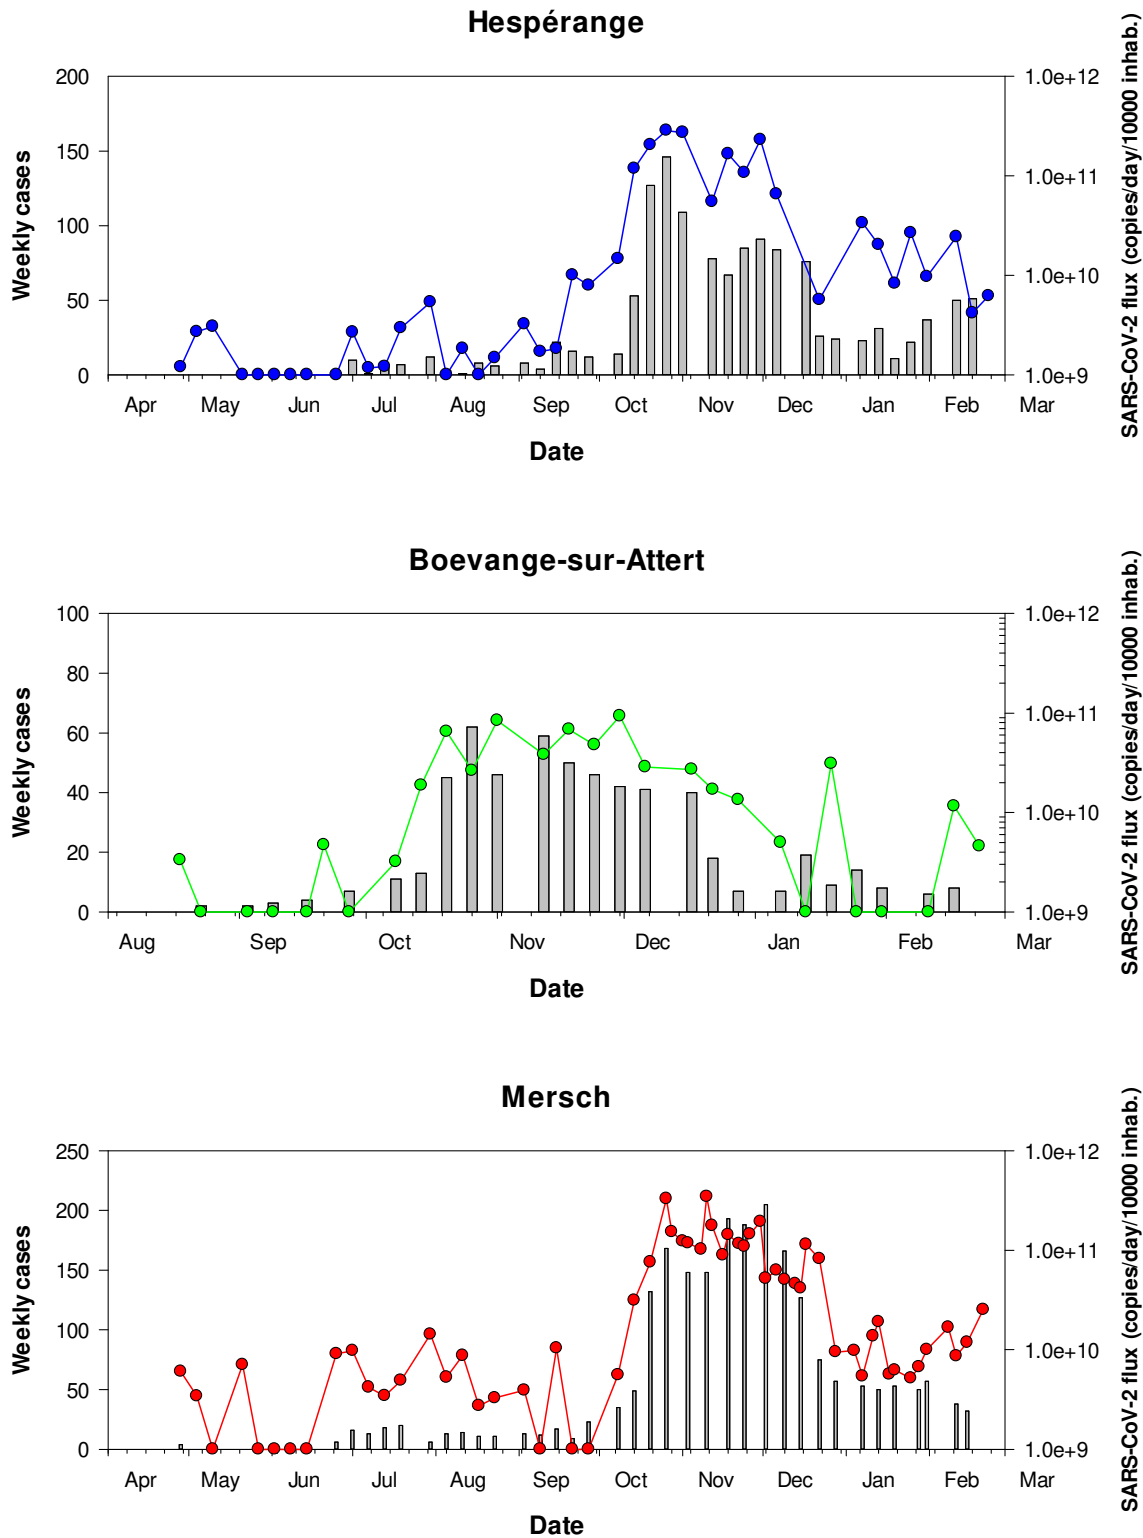 Hespérange
200
150
100
50
0
Weekly cases
1.0e+12
1.0e+11
1.0e+10
1.0e+9
SARS-CoV-2 flux (copies/day/10000 inhab.)
Apr May Jun Jul Aug Sep Oct Nov Dec Jan Feb Mar
Date
Boevange-sur-Attert
100
80
60
40
20
0
Weekly cases
1.0e+12
1.0e+11
1.0e+10
1.0e+9
SARS-CoV-2 flux (copies/day/10000 inhab.)
Aug Sep Oct Nov Dec Jan Feb Mar
Date
Mersch
250
200
150
100
50
0
Weekly cases
1.0e+12
1.0e+11
1.0e+10
1.0e+9
SARS-CoV-2 flux (copies/day/10000 inhab.)
Apr May Jun Jul Aug Sep Oct Nov Dec Jan Feb Mar
Date